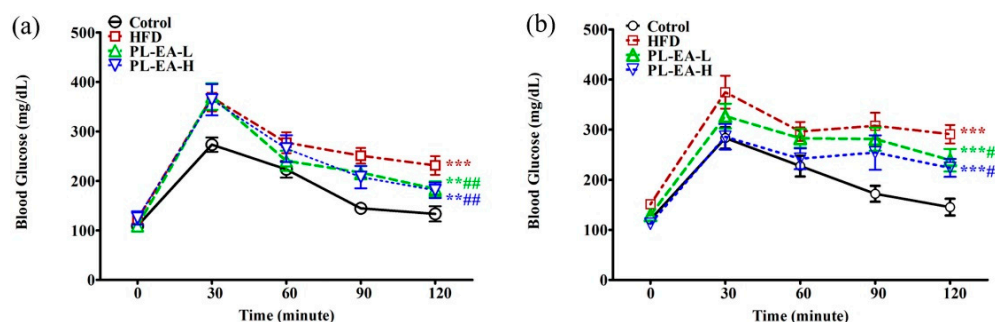 (a)
Cotrol
HFD
PL-EA-L
PL-EA-H
Blood Glucose (mg/dL)
500
400
300
200
100
0
***
**##
**##
0 30 60 90 120
Time (minute)
(b)
Cotrol
HFD
PL-EA-L
PL-EA-H
Blood Glucose (mg/dL)
500
400
300
200
100
0
***
***#
***#
0 30 60 90 120
Time (minute)